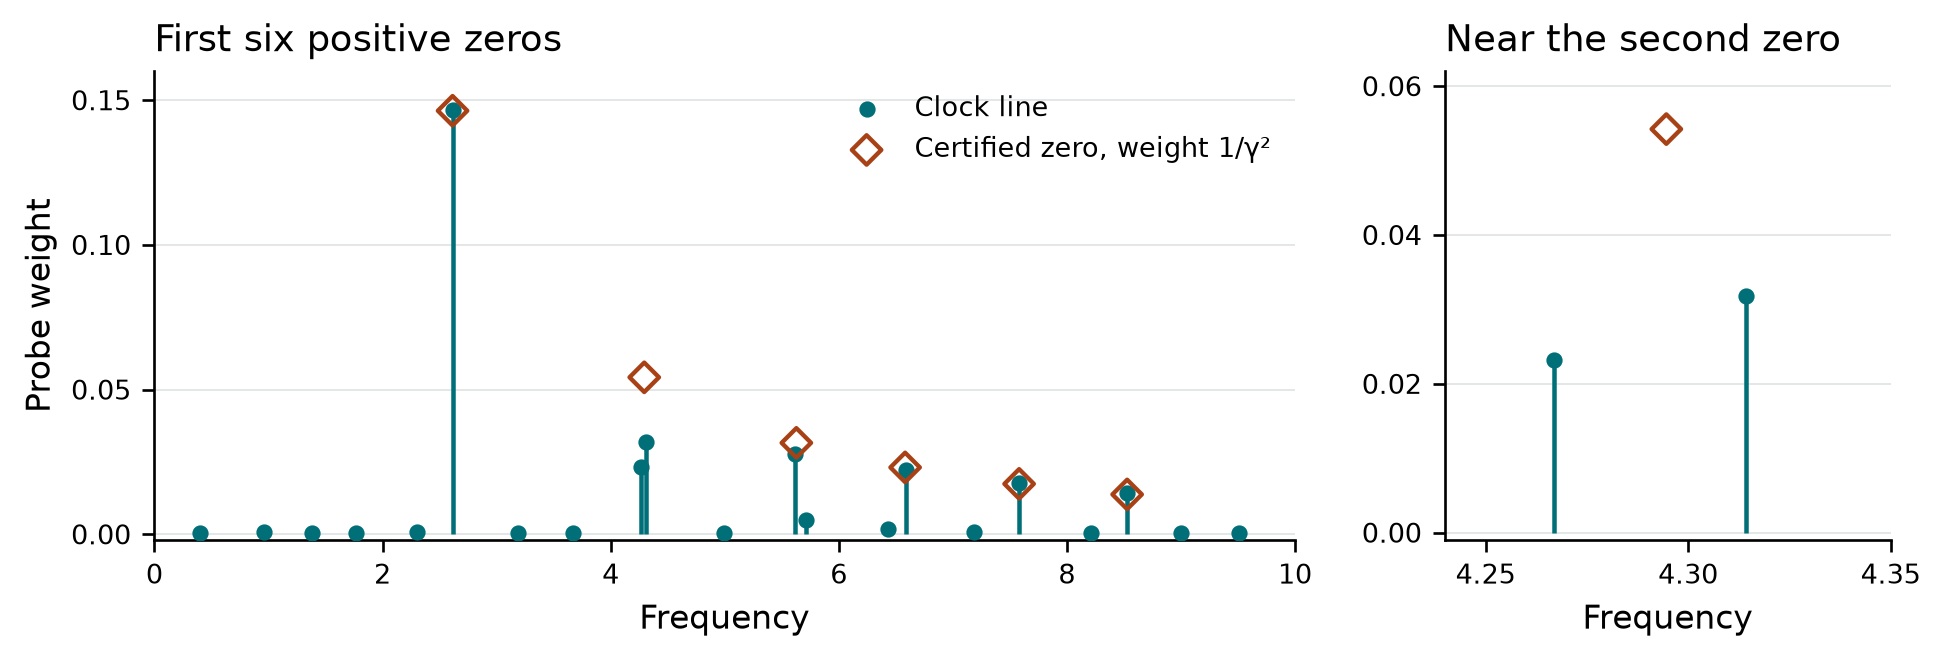 First six positive zeros
Probe weight
0.15
0.10
0.05
0.00
Clock line
Certified zero, weight 1/γ²
0 2 4 6 8 10
Frequency
Near the second zero
0.06
0.04
0.02
0.00
4.25 4.30 4.35
Frequency